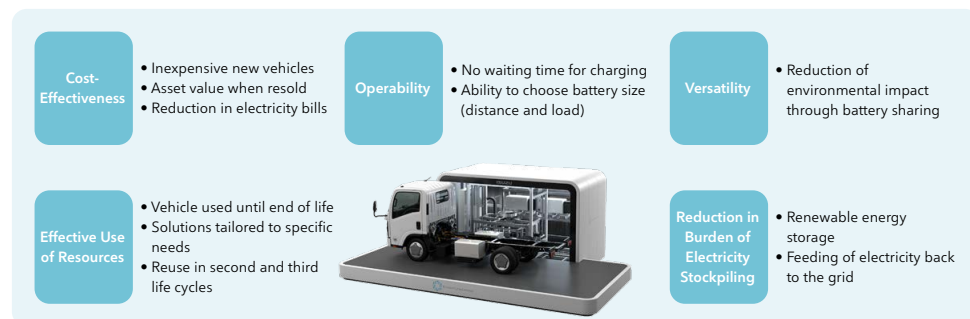 Cost-
Effectiveness
• Inexpensive new vehicles
• Asset value when resold
• Reduction in electricity bills
Operability
• No waiting time for charging
• Ability to choose battery size
(distance and load)
Versatility
• Reduction of
environmental impact
through battery sharing
Effective Use
of Resources
• Vehicle used until end of life
• Solutions tailored to specific
needs
• Reuse in second and third
life cycles
ISUZU
Reduction in
Burden of
Electricity
Stockpiling
• Renewable energy
storage
• Feeding of electricity back
to the grid